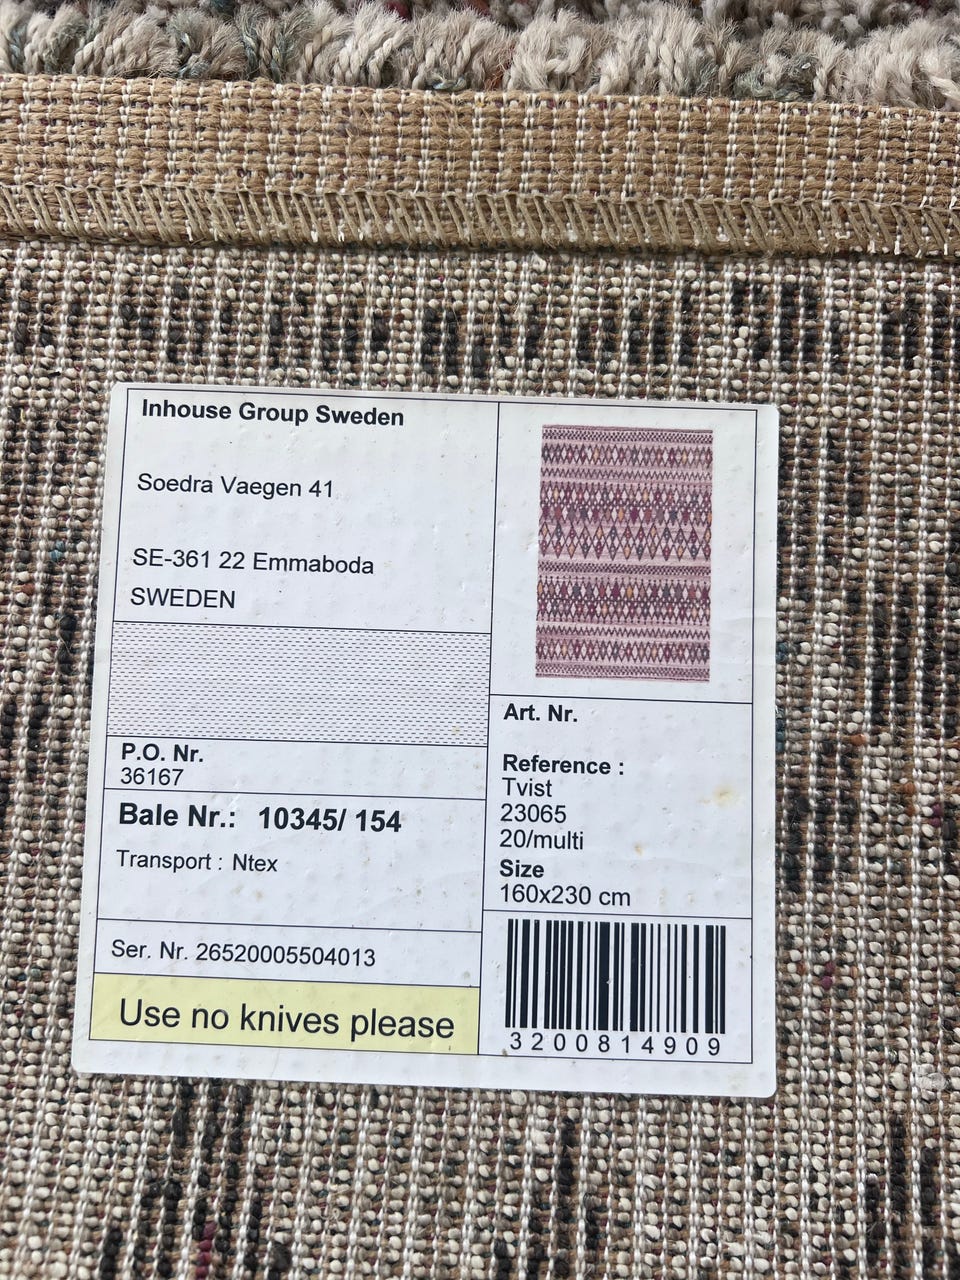 Inhouse Group Sweden
Soedra Vaegen 41
SE-361 22 Emmaboda
SWEDEN
P.O. Nr.
36167
Bale Nr.: 10345/ 154
Transport : Ntex
Ser. Nr. 26520005504013
Use no knives please
Art. Nr.
Reference :
Tvist
23065
20/multi
Size
160x230 cm
3200814909